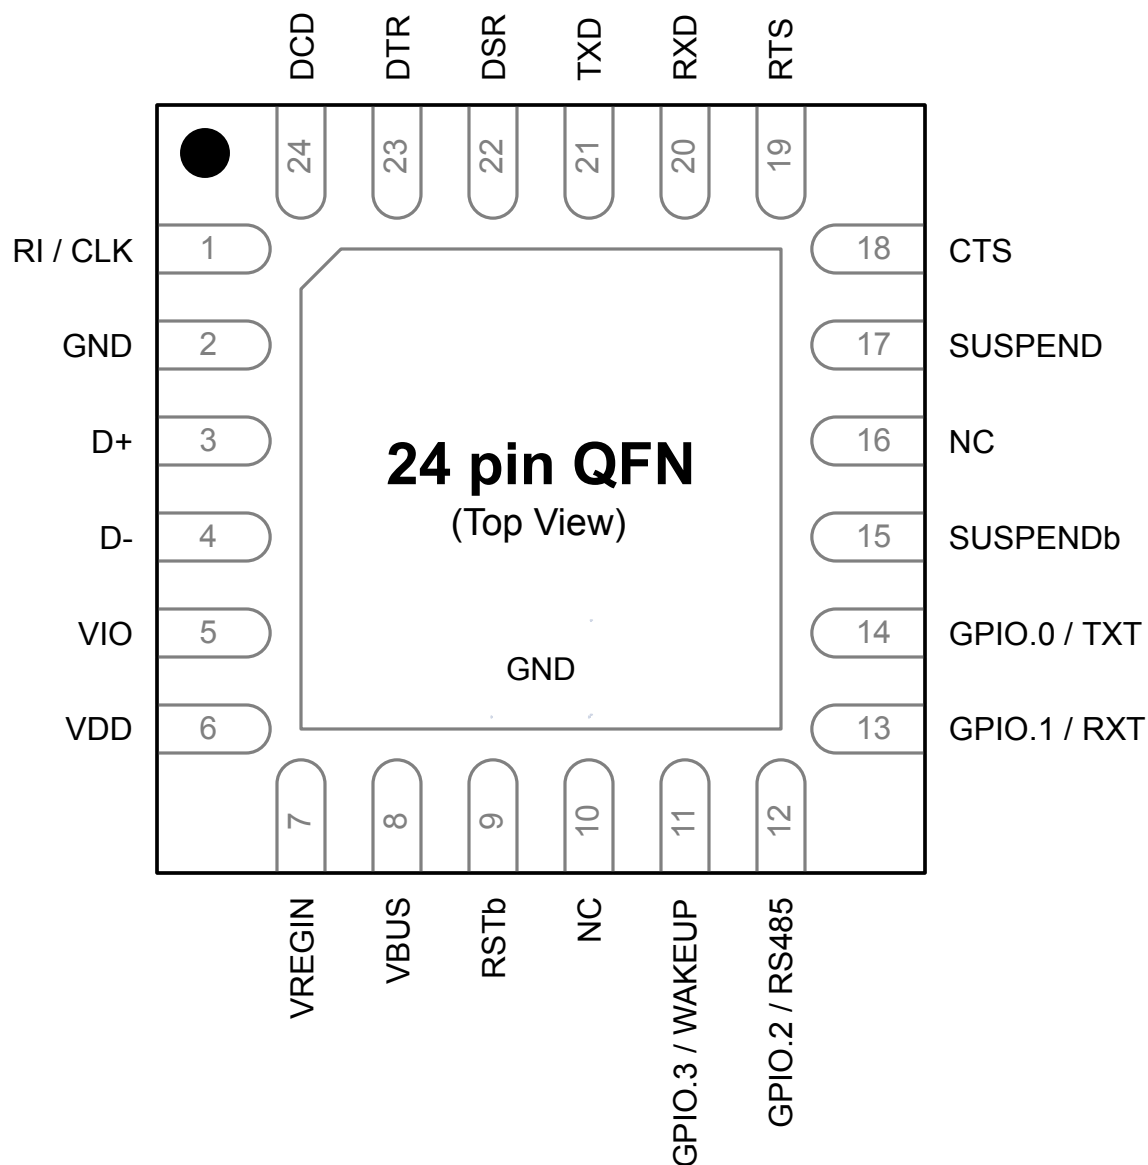 DCD
DTR
DSR
TXD
RXD
RTS
24
23
22
21
20
19
RI / CLK
1
18
CTS
GND
2
17
SUSPEND
D+
3
16
NC
24 pin QFN
(Top View)
D-
4
15
SUSPENDb
VIO
5
14
GPIO.0 / TXT
GND
VDD
6
13
GPIO.1 / RXT
7
8
9
10
11
12
VREGIN
VBUS
RSTb
NC
GPIO.3 / WAKEUP
GPIO.2 / RS485